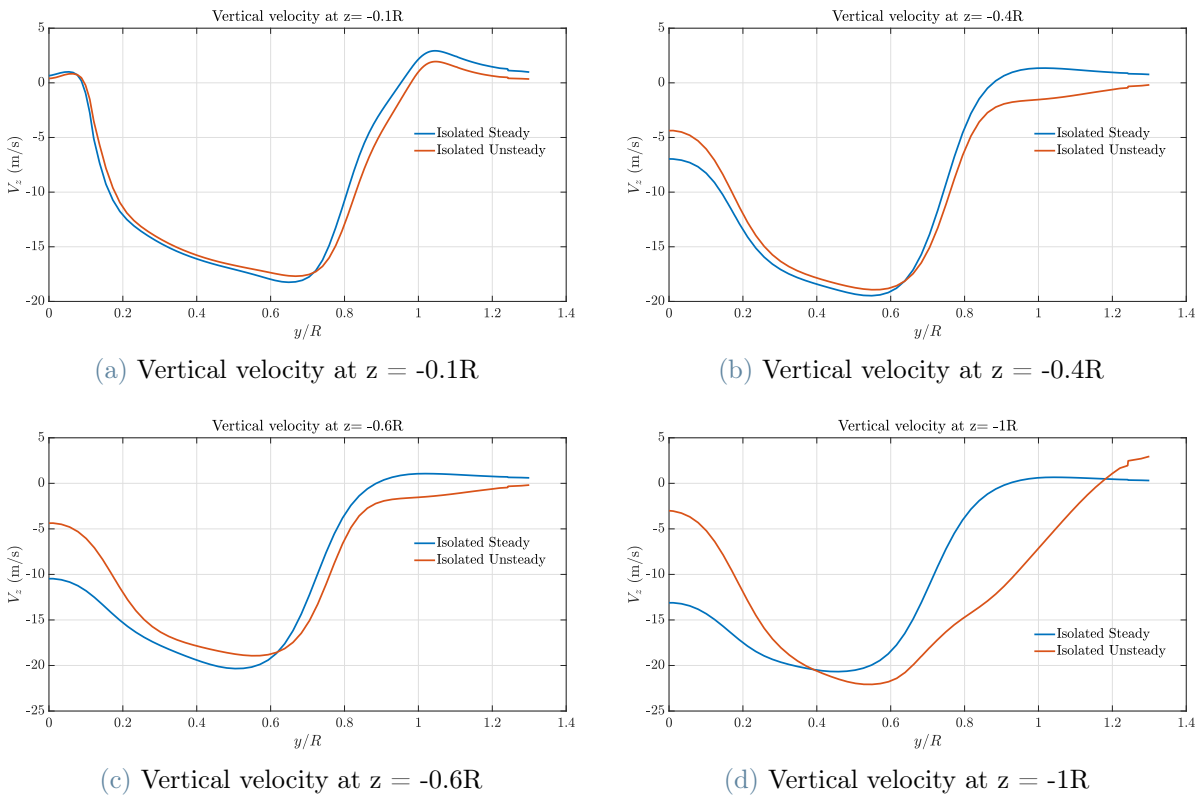 Vertical velocity at z= -0.1R
5
0
-5
-10
-15
-20
V_z (m/s)
Isolated Steady
Isolated Unsteady
0 0.2 0.4 0.6 0.8 1 1.2 1.4
y/R
(a) Vertical velocity at z = -0.1R
Vertical velocity at z= -0.4R
5
0
-5
-10
-15
-20
V_z (m/s)
Isolated Steady
Isolated Unsteady
0 0.2 0.4 0.6 0.8 1 1.2 1.4
y/R
(b) Vertical velocity at z = -0.4R
Vertical velocity at z= -0.6R
5
0
-5
-10
-15
-20
-25
V_z (m/s)
Isolated Steady
Isolated Unsteady
0 0.2 0.4 0.6 0.8 1 1.2 1.4
y/R
(c) Vertical velocity at z = -0.6R
Vertical velocity at z= -1R
5
0
-5
-10
-15
-20
-25
V_z (m/s)
Isolated Steady
Isolated Unsteady
0 0.2 0.4 0.6 0.8 1 1.2 1.4
y/R
(d) Vertical velocity at z = -1R